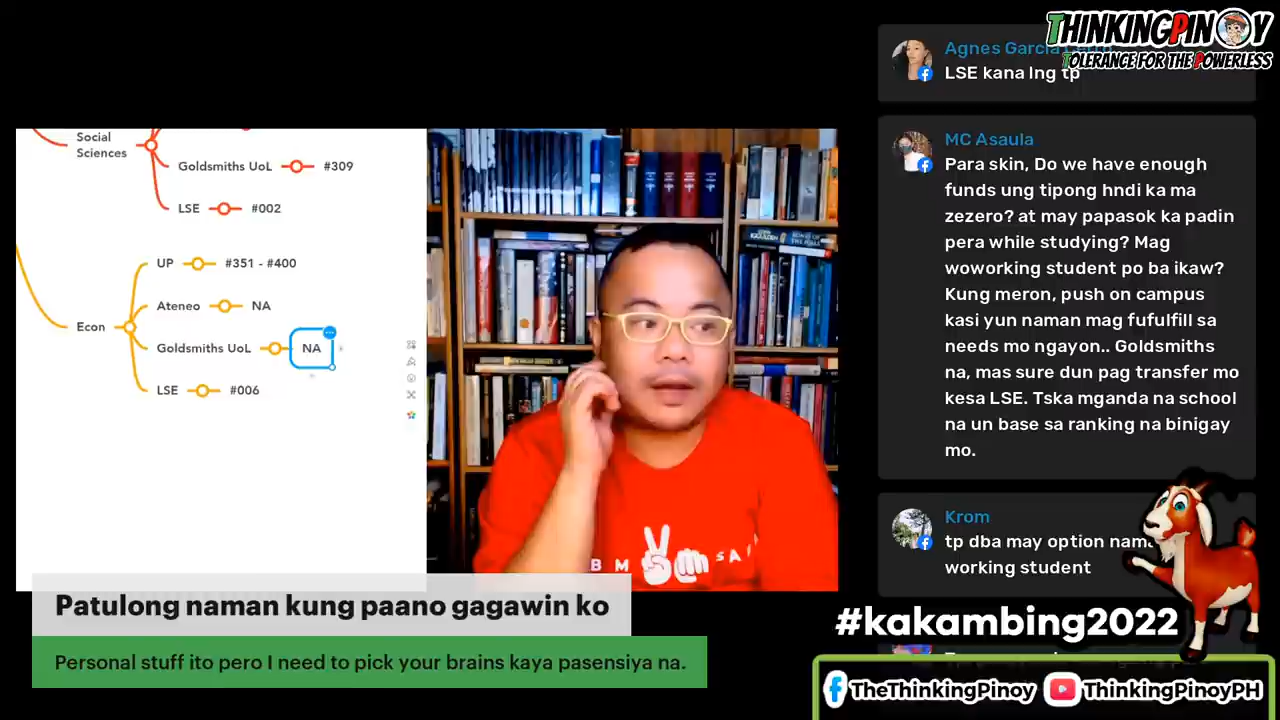 Social
Sciences
Goldsmiths UoL
#309
LSE
#002
Econ
UP
#351 - #400
Ateneo
NA
Goldsmiths UoL
NA
LSE
#006
B M
S A
Patulong naman kung paano gagawin ko
Personal stuff ito pero I need to pick your brains kaya pasensiya na.
THINKINGPINOY
TOLERANCE FOR THE POWERLESS
Agnes Garcia
LSE kana lng tp
MC Asaula
Para skin, Do we have enough
funds ung tipong hndi ka ma
zezero? at may papasok ka padin
pera while studying? Mag
woworking student po ba ikaw?
Kung meron, push on campus
kasi yun naman mag fufulfill sa
needs mo ngayon.. Goldsmiths
na, mas sure dun pag transfer mo
kesa LSE. Tska mganda na school
na un base sa ranking na binigay
mo.
Krom
tp dba may option
working student
#kakambing2022
TheThinkingPinoy
ThinkingPinoyPH